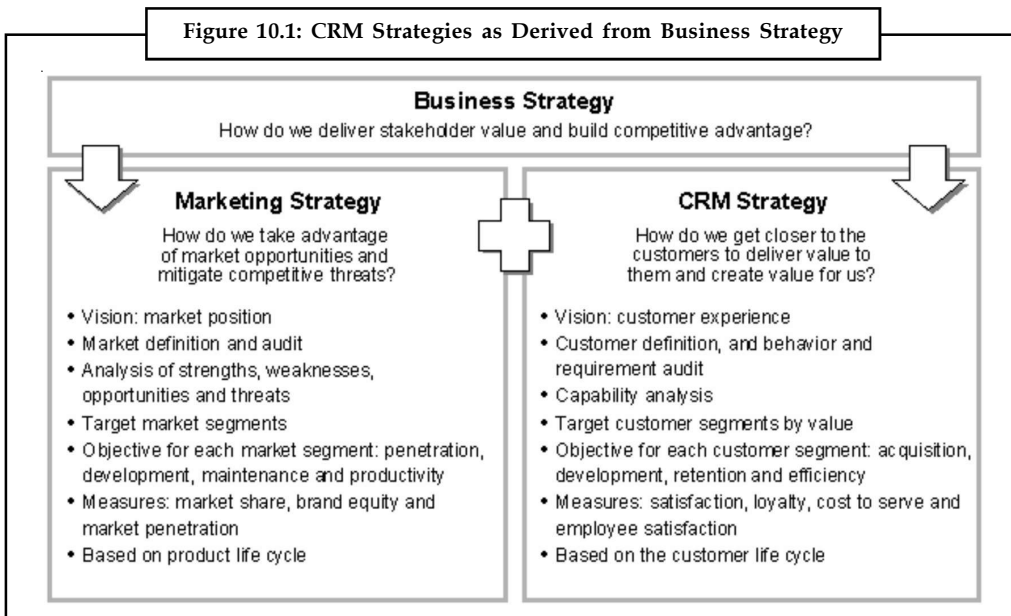 Figure 10.1: CRM Strategies as Derived from Business Strategy
Business Strategy
How do we deliver stakeholder value and build competitive advantage?
Marketing Strategy
How do we take advantage
of market opportunities and
mitigate competitive threats?
• Vision: market position
• Market definition and audit
• Analysis of strengths, weaknesses,
opportunities and threats
• Target market segments
• Objective for each market segment: penetration,
development, maintenance and productivity
• Measures: market share, brand equity and
market penetration
• Based on product life cycle
CRM Strategy
How do we get closer to the
customers to deliver value to
them and create value for us?
• Vision: customer experience
• Customer definition, and behavior and
requirement audit
• Capability analysis
• Target customer segments by value
• Objective for each customer segment: acquisition,
development, retention and efficiency
• Measures: satisfaction, loyalty, cost to serve and
employee satisfaction
• Based on the customer life cycle